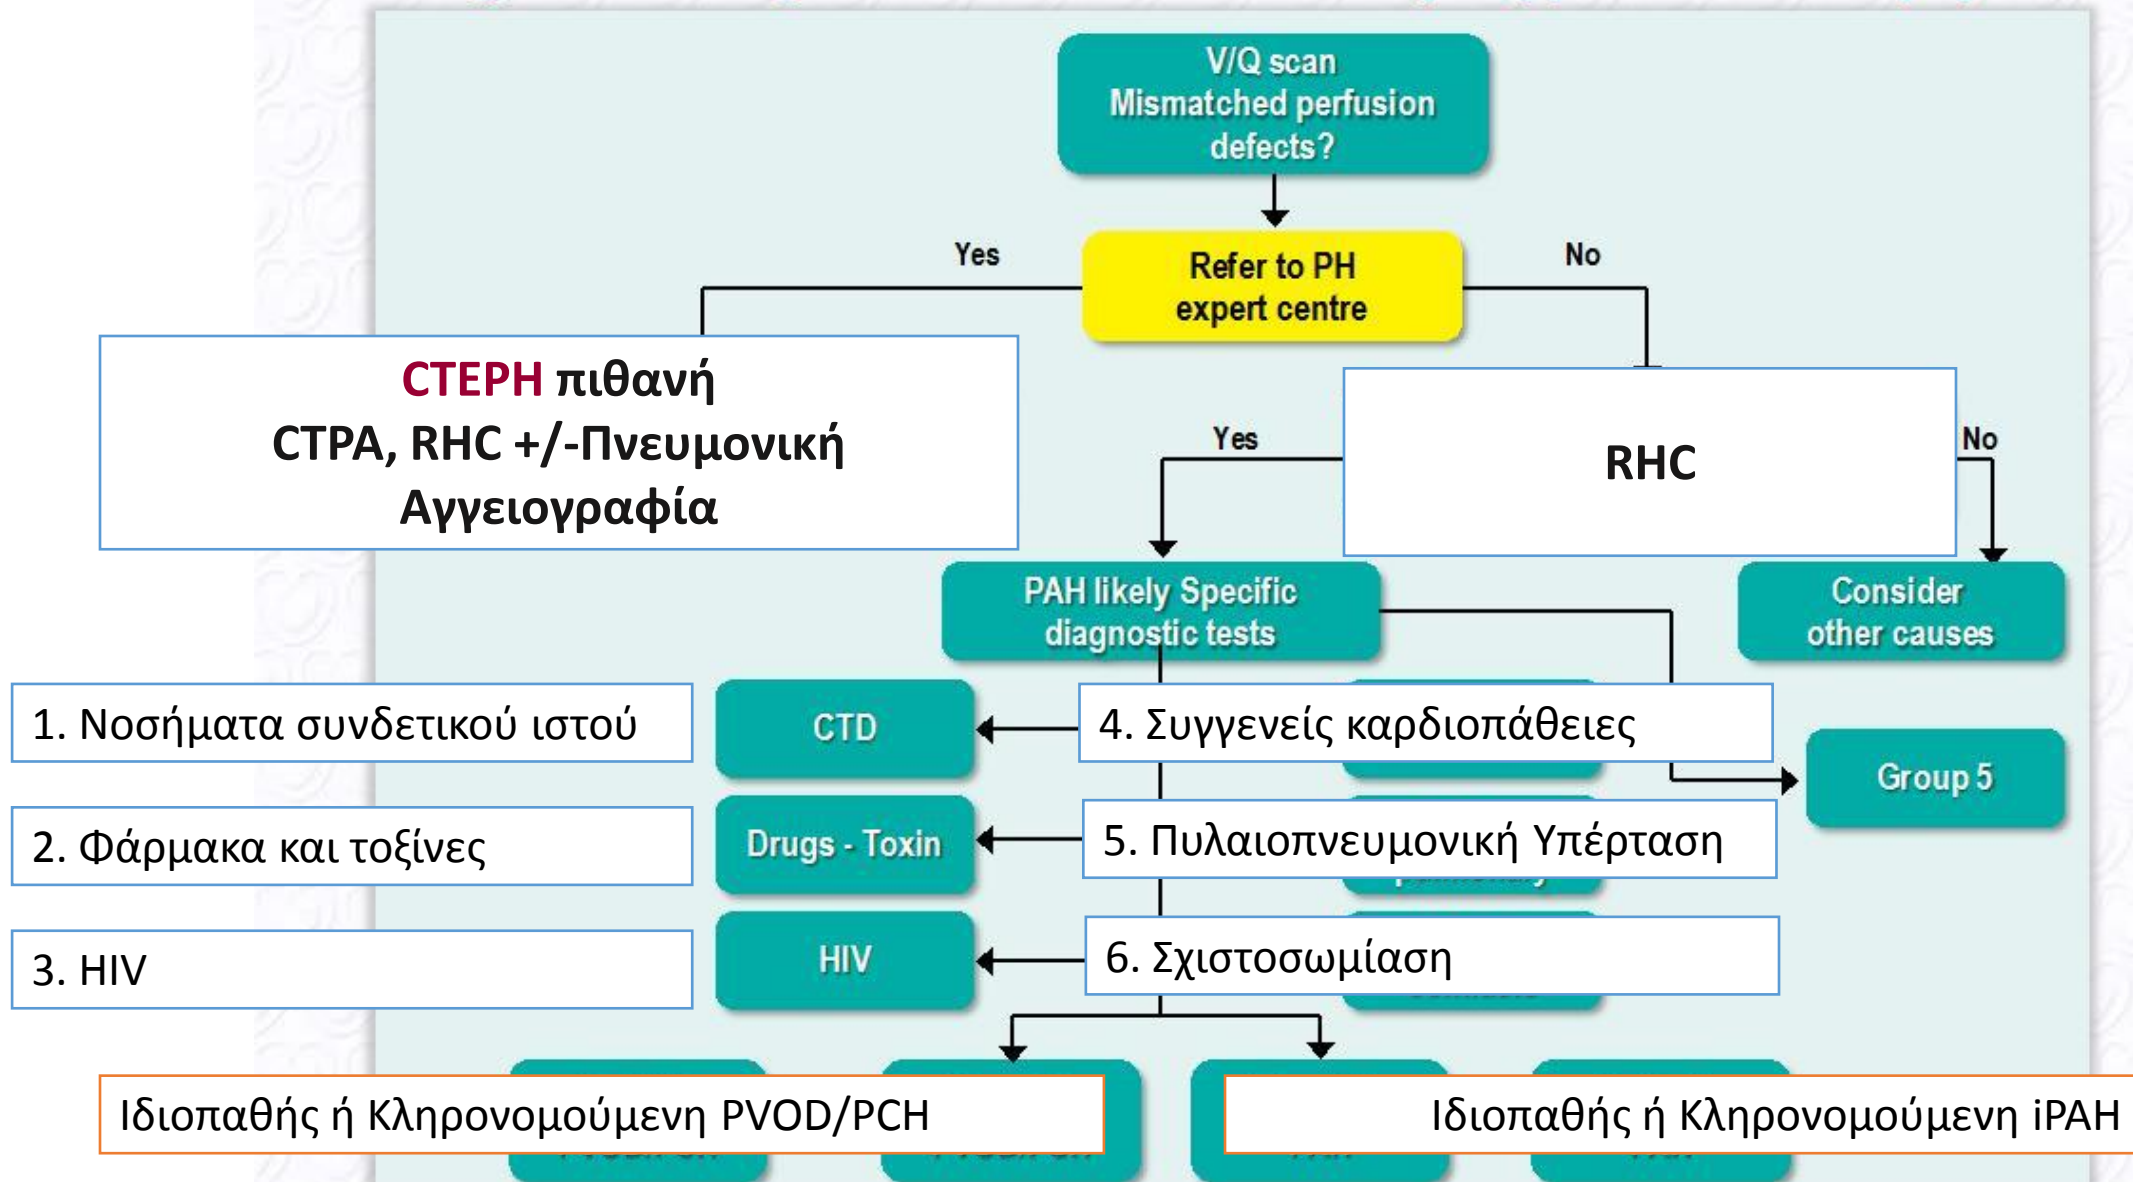 V/Q scan
Mismatched perfusion
defects?
Yes
Refer to PH
expert centre
No
CTEPH πιθανή
CTPA, RHC +/-Πνευμονική
Αγγειογραφία
Yes
RHC
No
PAH likely Specific
diagnostic tests
Consider
other causes
1. Νοσήματα συνδετικού ιστού
CTD
4. Συγγενείς καρδιοπάθειες
Group 5
2. Φάρμακα και τοξίνες
Drugs - Toxin
5. Πυλαιοπνευμονική Υπέρταση
3. HIV
HIV
6. Σχιστοσωμίαση
Ιδιοπαθής ή Κληρονομούμενη PVOD/PCH
Ιδιοπαθής ή Κληρονομούμενη iPAH